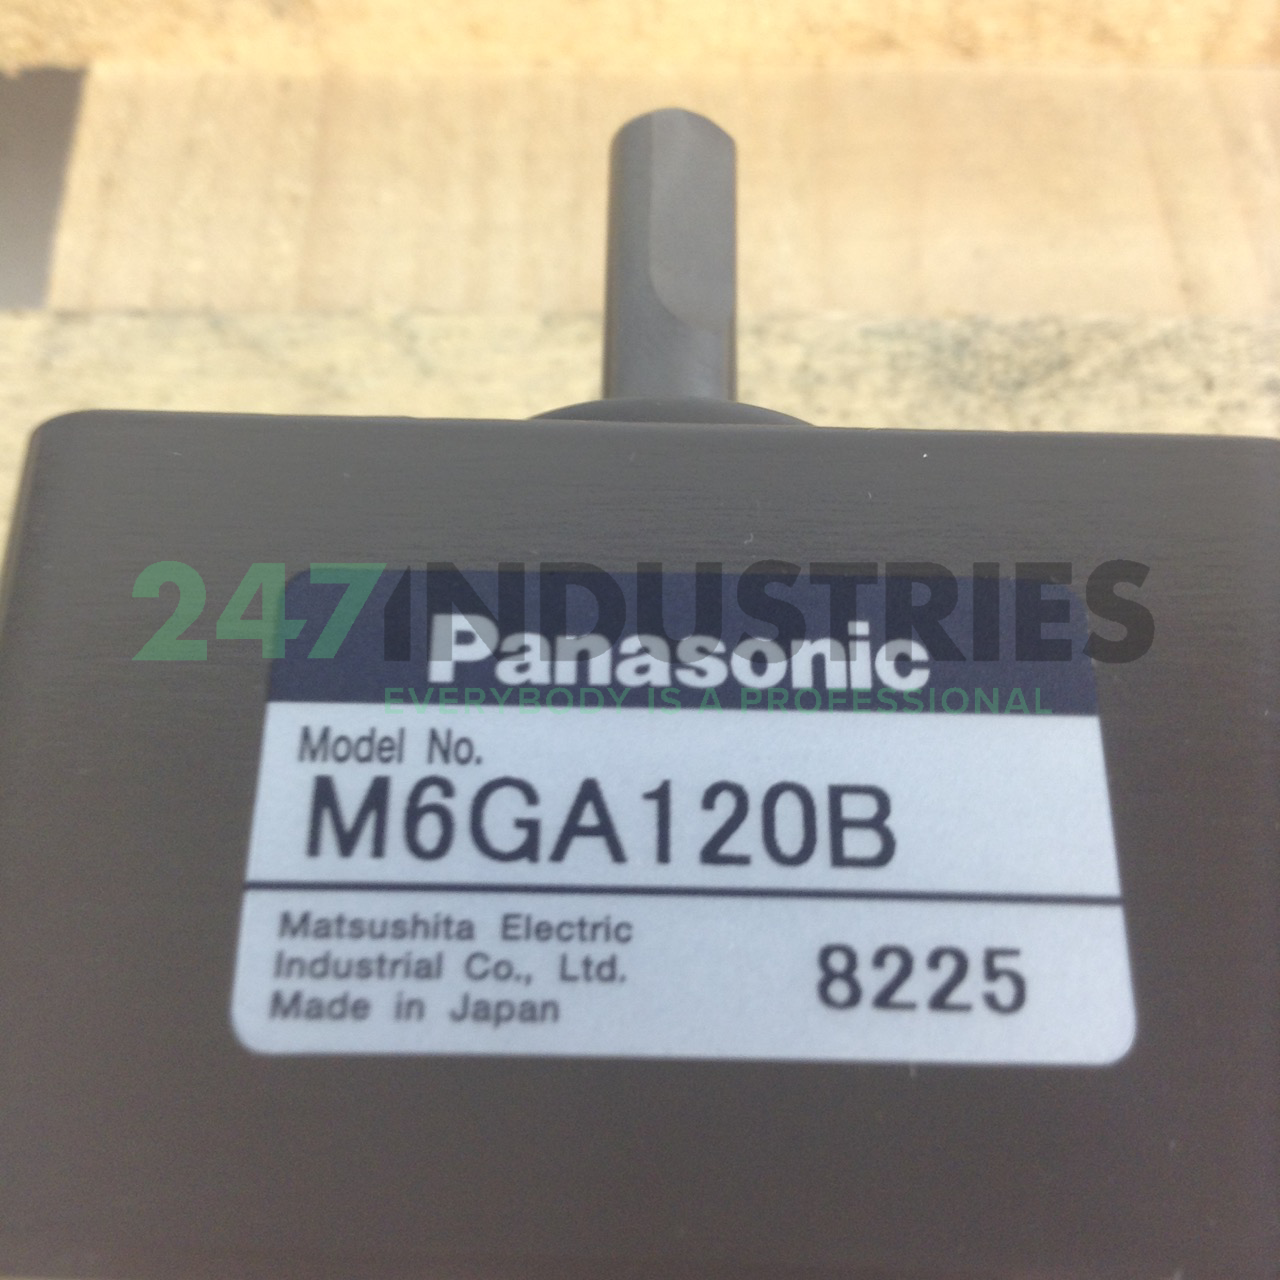 247INDUSTRIES
EVERYBODY IS A PROFESSIONAL
Panasonic
Model No.
M6GA120B
Matsushita Electric
Industrial Co., Ltd.
Made in Japan
8225